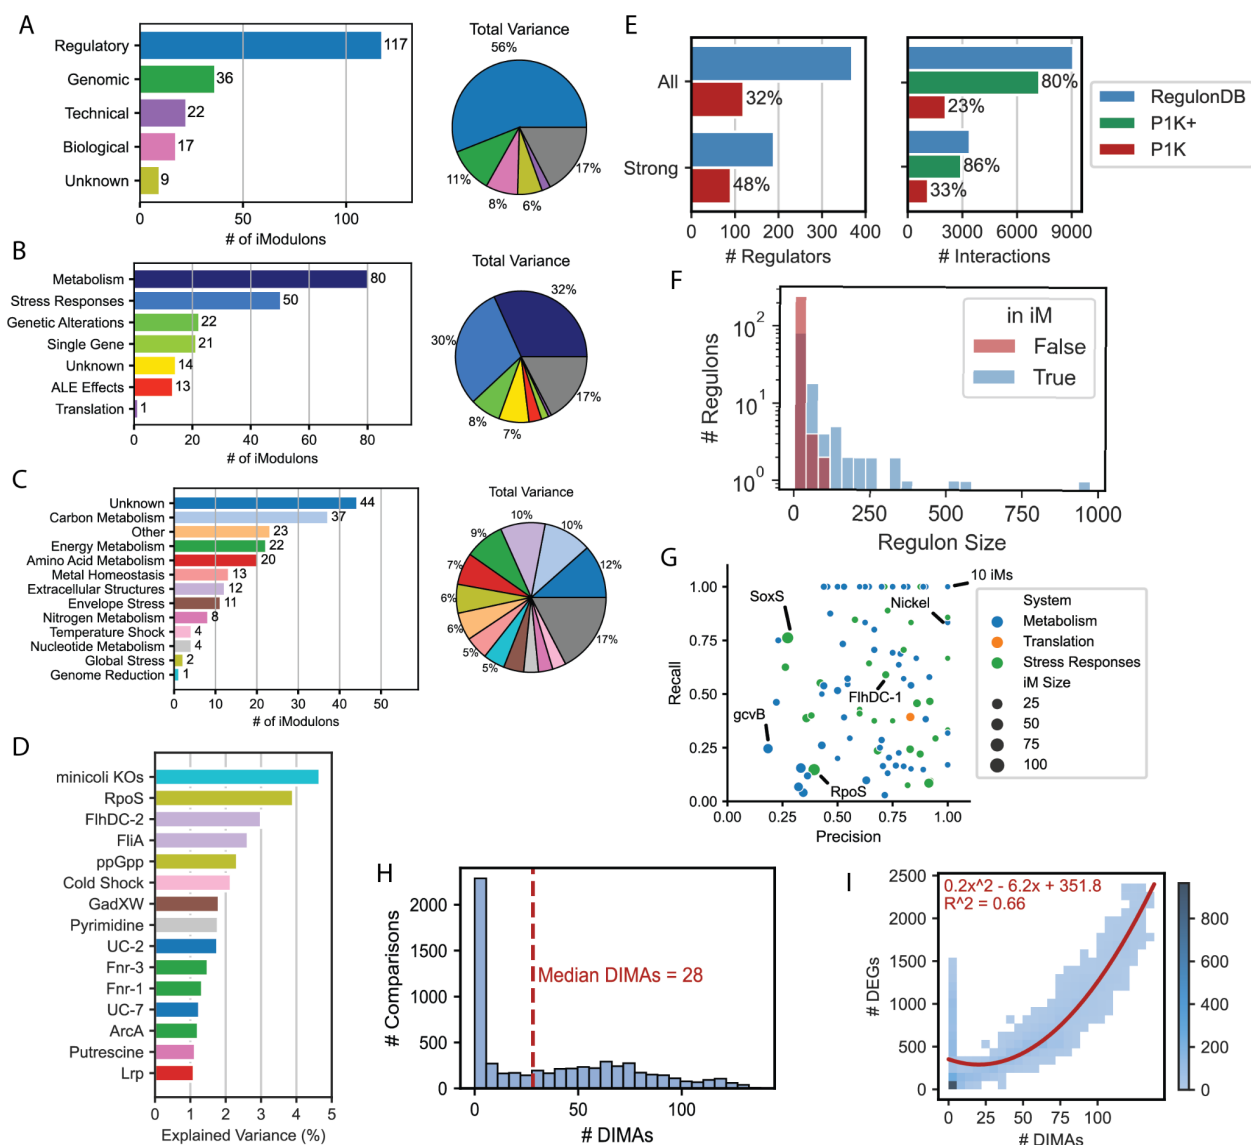 A
Regulatory
117
Genomic
36
Technical
22
Biological
17
Unknown
9
0 50 100
# of iModulons
Total Variance
56%
11%
8%
6%
17%
B
Metabolism
80
Stress Responses
50
Genetic Alterations
22
Single Gene
21
Unknown
14
ALE Effects
13
Translation
1
0 20 40 60 80
# of iModulons
Total Variance
32%
30%
8%
7%
17%
C
Unknown
44
Carbon Metabolism
37
Other
23
Energy Metabolism
22
Amino Acid Metabolism
20
Metal Homeostasis
13
Extracellular Structures
12
Envelope Stress
11
Nitrogen Metabolism
8
Temperature Shock
4
Nucleotide Metabolism
4
Global Stress
2
Genome Reduction
1
0 10 20 30 40 50
# of iModulons
Total Variance
10%
10%
9%
12%
7%
6%
6%
5%
5%
17%
D
minicoli KOs
RpoS
FlhDC-2
FliA
ppGpp
Cold Shock
GadXW
Pyrimidine
UC-2
Fnr-3
Fnr-1
UC-7
ArcA
Putrescine
Lrp
0 1 2 3 4 5
Explained Variance (%)
E
All
32%
Strong
48%
0 100 200 300 400
# Regulators
80%
23%
86%
33%
0 3000 6000 9000
# Interactions
RegulonDB
P1K+
P1K
F
# Regulons
10^2
10^1
10^0
0 250 500 750 1000
Regulon Size
in iM
False
True
G
Recall
1.00
0.75
0.50
0.25
0.00
0.00 0.25 0.50 0.75 1.00
Precision
SoxS
Nickel
10 iMs
FlhDC-1
gcvB
RpoS
System
Metabolism
Translation
Stress Responses
iM Size
25
50
75
100
H
# Comparisons
2000
1500
1000
500
0
Median DIMAs = 28
0 50 100
# DIMAs
I
# DEGs
2500
2000
1500
1000
500
0
0.2x^2 - 6.2x + 351.8
R^2 = 0.66
0 25 50 75 100
# DIMAs
800
600
400
200
0